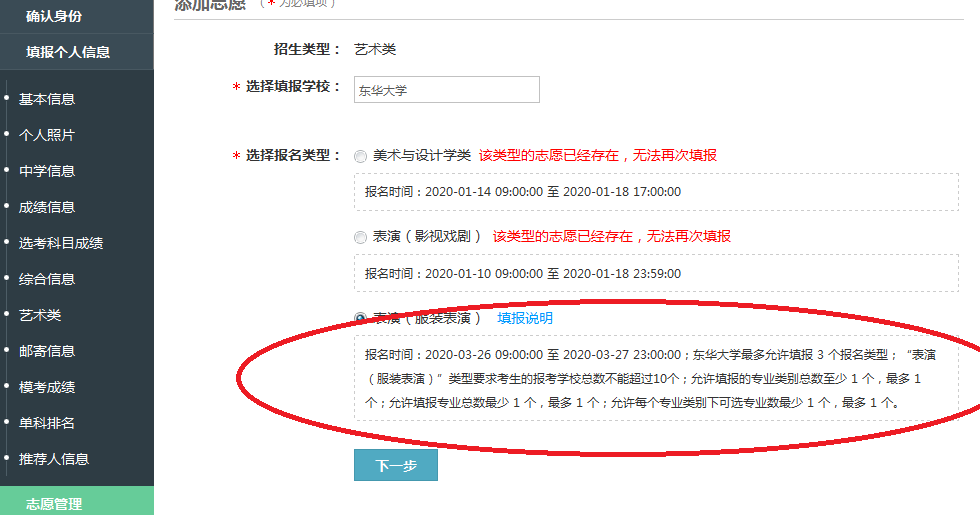 确认身份
填报个人信息
基本信息
个人照片
中学信息
成绩信息
选考科目成绩
综合信息
艺术类
邮寄信息
模考成绩
单科排名
推荐人信息
志愿管理
添加志愿 （* 为必填项）
招生类型： 艺术类
* 选择填报学校： 东华大学
* 选择报名类型： 美术与设计学类 该类型的志愿已经存在，无法再次填报
报名时间：2020-01-14 09:00:00 至 2020-01-18 17:00:00
表演（影视戏剧） 该类型的志愿已经存在，无法再次填报
报名时间：2020-01-10 09:00:00 至 2020-01-18 23:59:00
表演（服装表演） 填报说明
报名时间：2020-03-26 09:00:00 至 2020-03-27 23:00:00；东华大学最多允许填报 3 个报名类型；“表演
（服装表演）”类型要求考生的报考学校总数不能超过10个；允许填报的专业类别总数至少 1 个，最多 1
个；允许填报专业总数最少 1 个，最多 1 个；允许每个专业类别下可选专业数最少 1 个，最多 1 个。
下一步